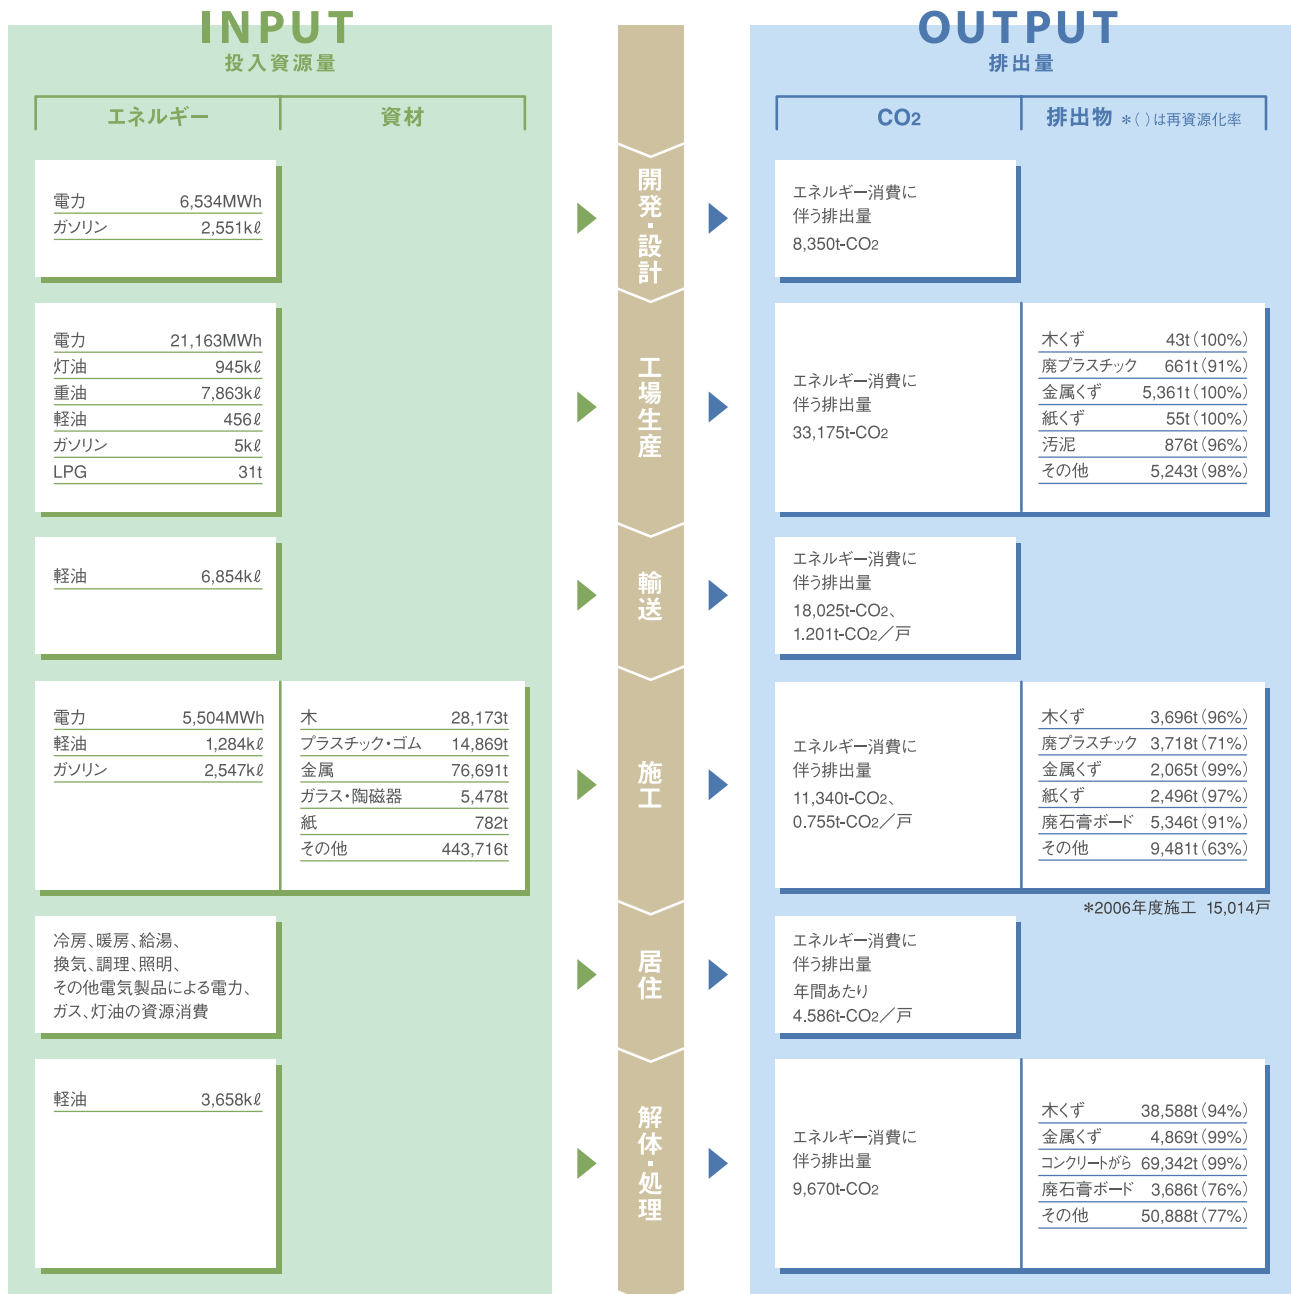 INPUT
投入資源量
エネルギー 資材
OUTPUT
排出量
CO2 排出物 *( )は再資源化率
開発・設計
電力 6,534MWh
ガソリン 2,551kℓ
エネルギー消費に
伴う排出量
8,350t-CO2
工場生産
電力 21,163MWh
灯油 945kℓ
重油 7,863kℓ
軽油 456ℓ
ガソリン 5kℓ
LPG 31t
エネルギー消費に
伴う排出量
33,175t-CO2
木くず 43t(100%)
廃プラスチック 661t(91%)
金属くず 5,361t(100%)
紙くず 55t(100%)
汚泥 876t(96%)
その他 5,243t(98%)
輸送
軽油 6,854kℓ
エネルギー消費に
伴う排出量
18,025t-CO2、
1.201t-CO2/戸
施工
電力 5,504MWh
軽油 1,284kℓ
ガソリン 2,547kℓ
木 28,173t
プラスチック・ゴム 14,869t
金属 76,691t
ガラス・陶磁器 5,478t
紙 782t
その他 443,716t
エネルギー消費に
伴う排出量
11,340t-CO2、
0.755t-CO2/戸
木くず 3,696t(96%)
廃プラスチック 3,718t(71%)
金属くず 2,065t(99%)
紙くず 2,496t(97%)
廃石膏ボード 5,346t(91%)
その他 9,481t(63%)
*2006年度施工 15,014戸
居住
冷房、暖房、給湯、
換気、調理、照明、
その他電気製品による電力、
ガス、灯油の資源消費
エネルギー消費に
伴う排出量
年間あたり
4.586t-CO2/戸
解体・処理
軽油 3,658kℓ
エネルギー消費に
伴う排出量
9,670t-CO2
木くず 38,588t(94%)
金属くず 4,869t(99%)
コンクリートがら 69,342t(99%)
廃石膏ボード 3,686t(76%)
その他 50,888t(77%)